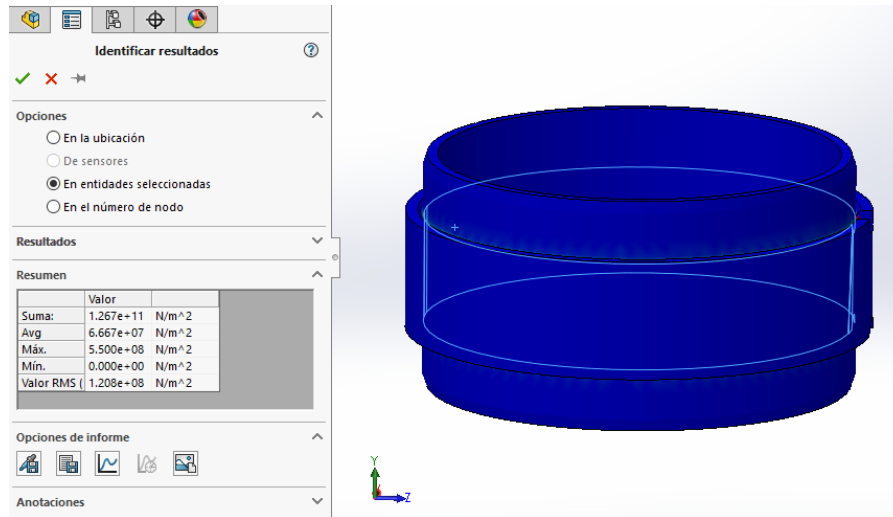 Identificar resultados
Opciones
En la ubicación
De sensores
En entidades seleccionadas
En el número de nodo
Resultados
Resumen
Valor
Suma: 1.267e+11 N/m^2
Avg 6.667e+07 N/m^2
Máx. 5.500e+08 N/m^2
Mín. 0.000e+00 N/m^2
Valor RMS ( 1.208e+08 N/m^2
Opciones de informe
Anotaciones
Y
Z